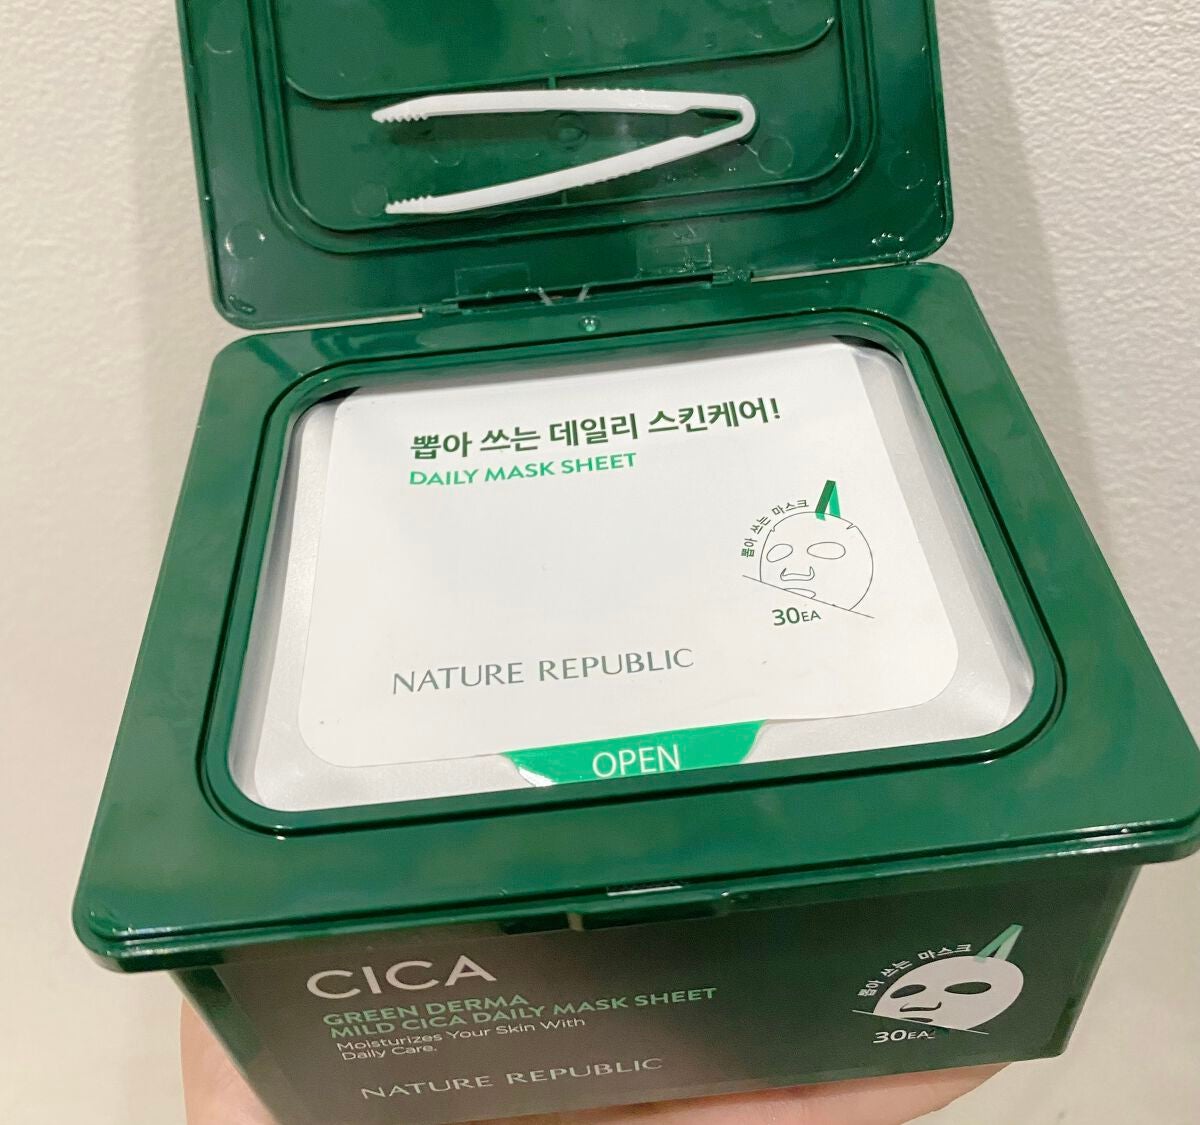 뽑아 쓰는 데일리 스킨케어!
DAILY MASK SHEET
뽑아 쓰는 마스크
30EA
NATURE REPUBLIC
OPEN
CICA
GREEN DERMA
MILD CICA DAILY MASK SHEET
Moisturizes Your Skin With
Daily Care.
NATURE REPUBLIC
뽑아 쓰는 마스크
30EA